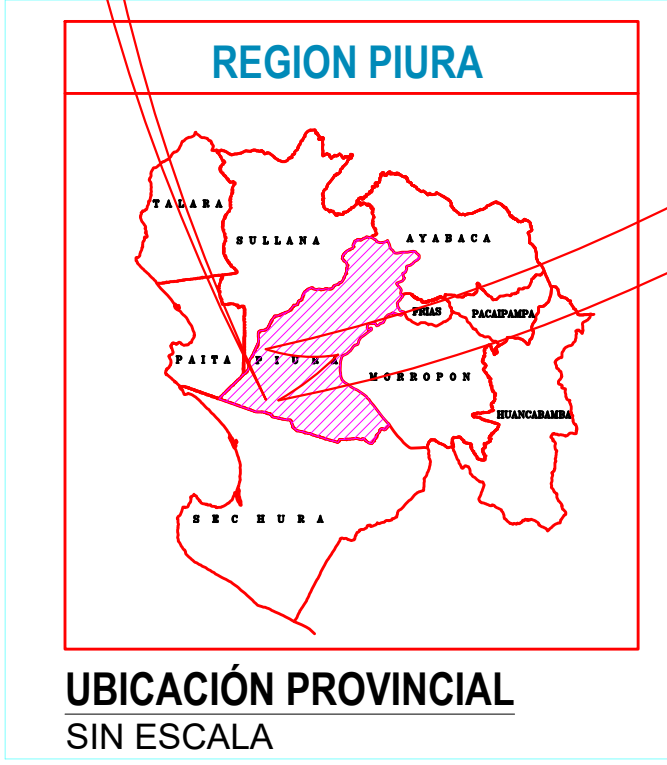 REGION PIURA
TALARA
SULLANA
AYABACA
FRIAS
PACAIPAMPA
PAITA
PIURA
MORROPON
HUANCABAMBA
SECHURA
UBICACIÓN PROVINCIAL
SIN ESCALA